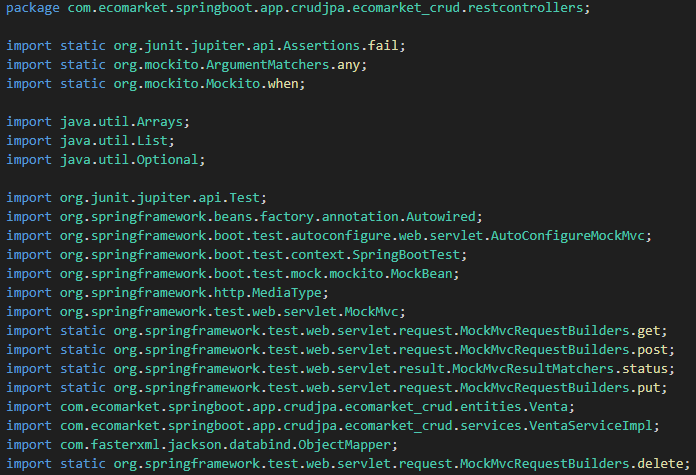 package com.ecomarket.springboot.app.crudjpa.ecomarket_crud.restcontrollers;
import static org.junit.jupiter.api.Assertions.fail;
import static org.mockito.ArgumentMatchers.any;
import static org.mockito.Mockito.when;
import java.util.Arrays;
import java.util.List;
import java.util.Optional;
import org.junit.jupiter.api.Test;
import org.springframework.beans.factory.annotation.Autowired;
import org.springframework.boot.test.autoconfigure.web.servlet.AutoConfigureMockMvc;
import org.springframework.boot.test.context.SpringBootTest;
import org.springframework.boot.test.mock.mockito.MockBean;
import org.springframework.http.MediaType;
import org.springframework.test.web.servlet.MockMvc;
import static org.springframework.test.web.servlet.request.MockMvcRequestBuilders.get;
import static org.springframework.test.web.servlet.request.MockMvcRequestBuilders.post;
import static org.springframework.test.web.servlet.result.MockMvcResultMatchers.status;
import static org.springframework.test.web.servlet.request.MockMvcRequestBuilders.put;
import com.ecomarket.springboot.app.crudjpa.ecomarket_crud.entities.Venta;
import com.ecomarket.springboot.app.crudjpa.ecomarket_crud.services.VentaServiceImpl;
import com.fasterxml.jackson.databind.ObjectMapper;
import static org.springframework.test.web.servlet.request.MockMvcRequestBuilders.delete;